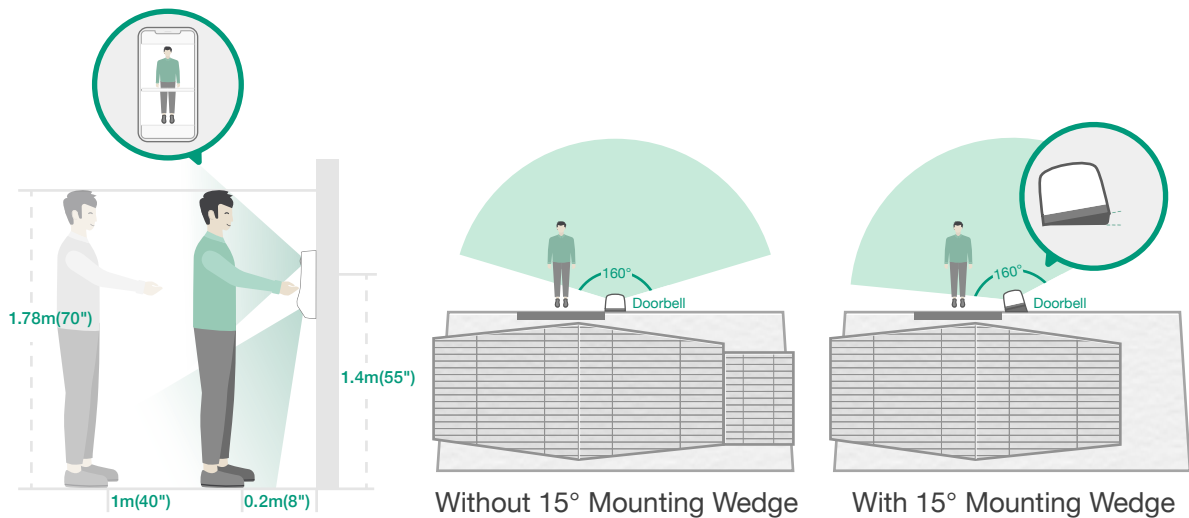 1.78m(70")
1.4m(55")
1m(40")
0.2m(8")
160°
Doorbell
Without 15° Mounting Wedge
160°
Doorbell
With 15° Mounting Wedge